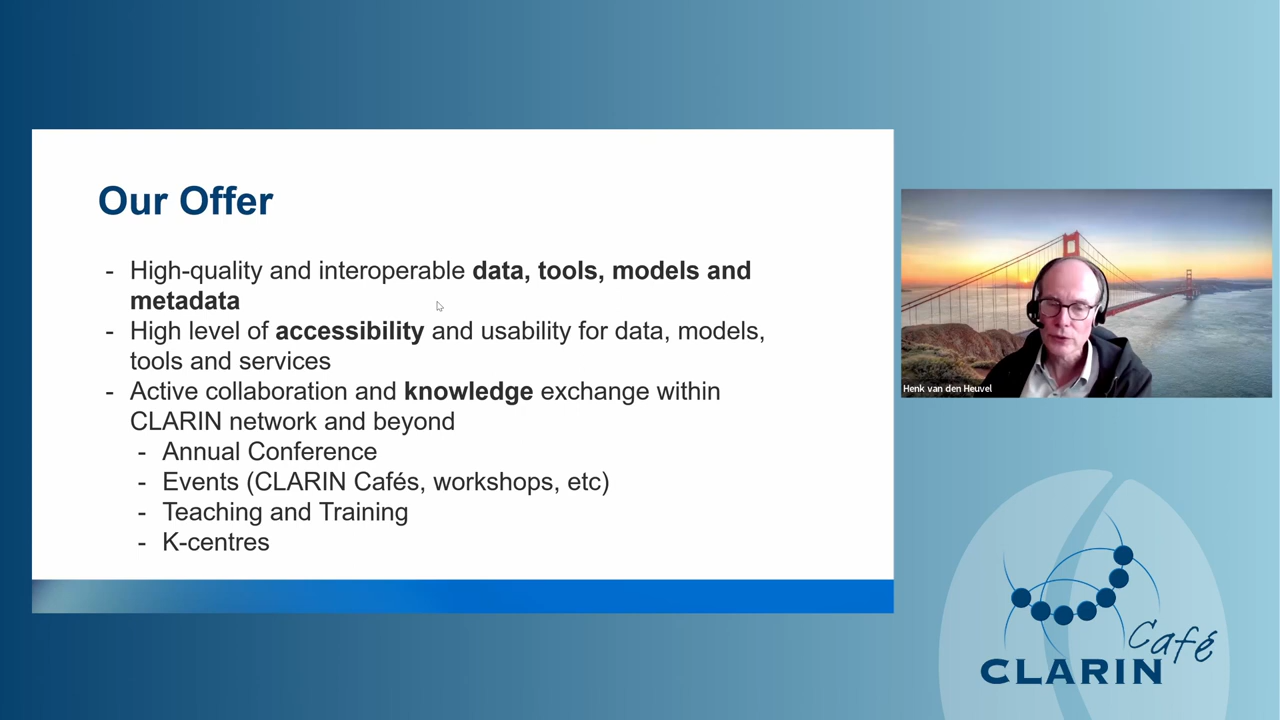 Our Offer
- High-quality and interoperable data, tools, models and
metadata
- High level of accessibility and usability for data, models,
tools and services
- Active collaboration and knowledge exchange within
CLARIN network and beyond
- Annual Conference
- Events (CLARIN Cafés, workshops, etc)
- Teaching and Training
- K-centres
Henk van den Heuvel
Café
CLARIN